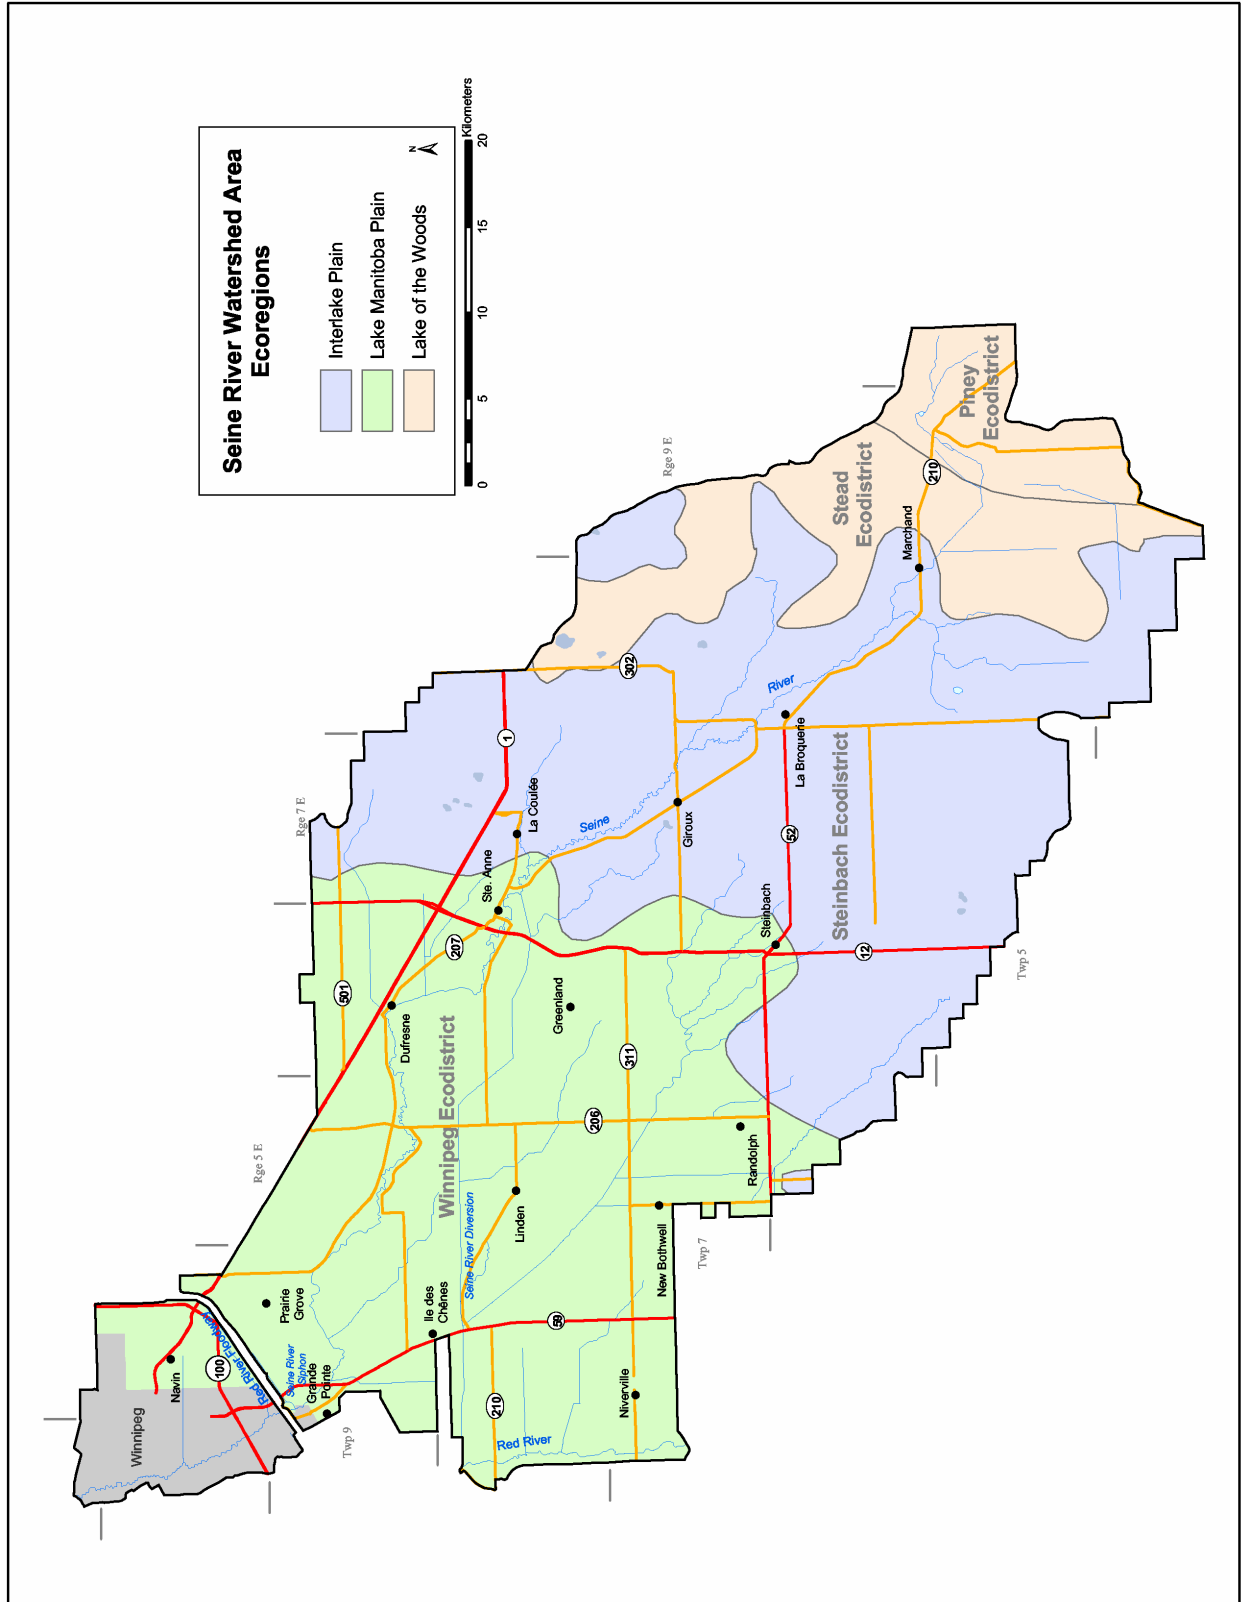 Seine River Watershed Area
Ecoregions
Interlake Plain
Lake Manitoba Plain
Lake of the Woods
N
0
5
10
15
20
Kilometers
Winnipeg
Navin
100
Red River Floodway
Seine River
Siphon
Grande
Pointe
Prairie
Grove
Twp 9
Rge 5 E
Ile des
Chênes
Seine River Diversion
Winnipeg Ecodistrict
Linden
59
210
Red River
Niverville
New Bothwell
Twp 7
Randolph
206
311
Greenland
Dufresne
501
207
Rge 7 E
Ste. Anne
La Coulée
1
Seine
River
Giroux
302
Steinbach
52
12
La Broquerie
Steinbach Ecodistrict
Twp 5
Rge 9 E
Stead
Ecodistrict
Marchand
210
Piney
Ecodistrict